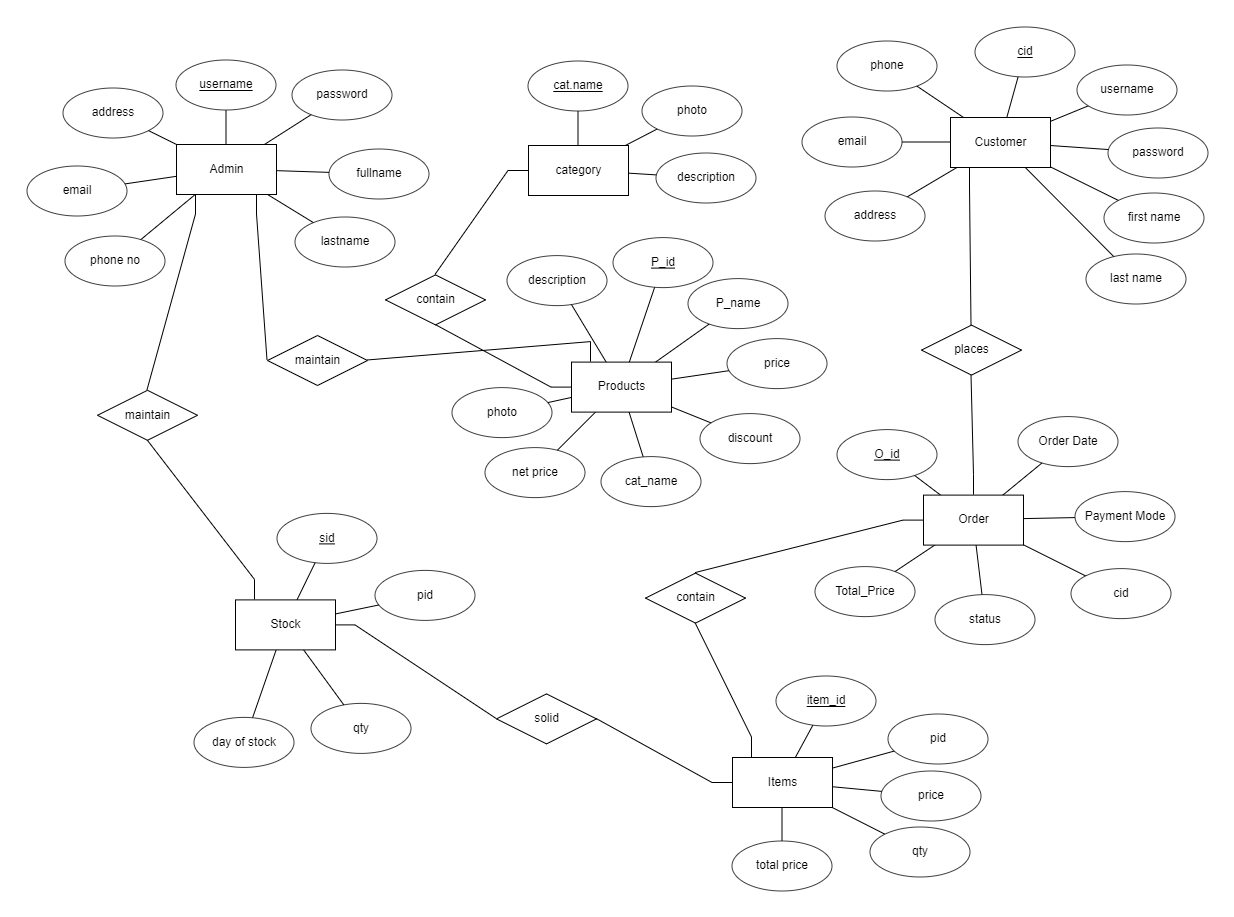 cid
phone
username
cat.name
username
password
photo
address
email
Customer
password
Admin
category
fullname
description
email
address
first name
lastname
phone no
P_id
description
last name
contain
P_name
places
maintain
price
Products
photo
maintain
discount
Order Date
O_id
net price
cat_name
Payment Mode
Order
sid
Total_Price
cid
pid
contain
status
Stock
item_id
solid
qty
pid
day of stock
Items
price
qty
total price